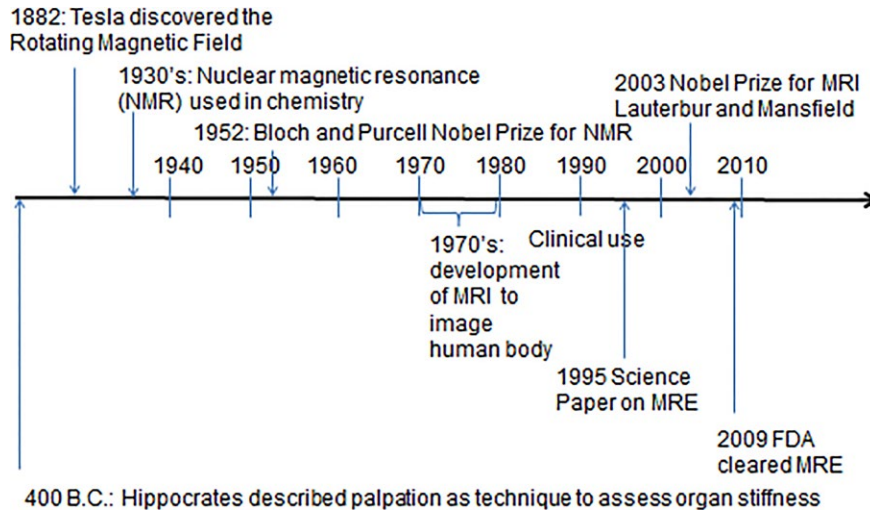 1882: Tesla discovered the
Rotating Magnetic Field
1930's: Nuclear magnetic resonance
(NMR) used in chemistry
2003 Nobel Prize for MRI
Lauterbur and Mansfield
1952: Bloch and Purcell Nobel Prize for NMR
1940 1950 1960 1970 1980 1990 2000 2010
1970's:
development
of MRI to
image
human body
Clinical use
1995 Science
Paper on MRE
2009 FDA
cleared MRE
400 B.C.: Hippocrates described palpation as technique to assess organ stiffness